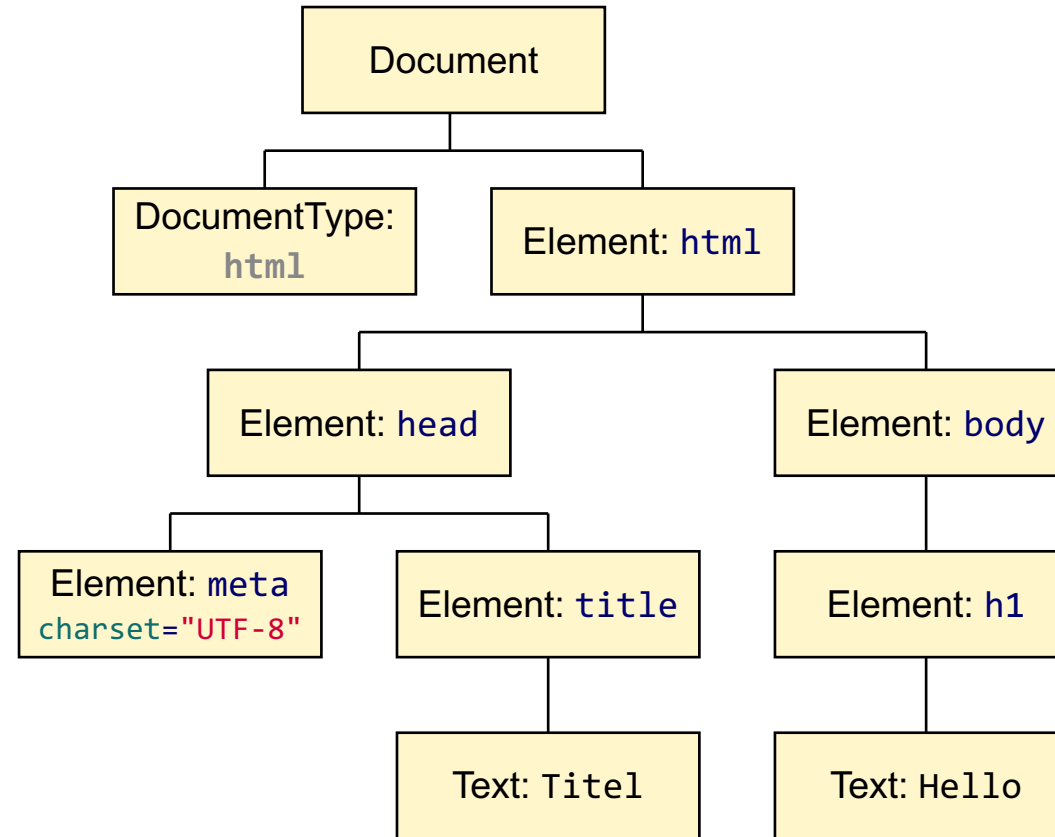 Document
DocumentType:
html
Element: html
Element: head
Element: body
Element: meta
charset="UTF-8"
Element: title
Element: h1
Text: Titel
Text: Hello